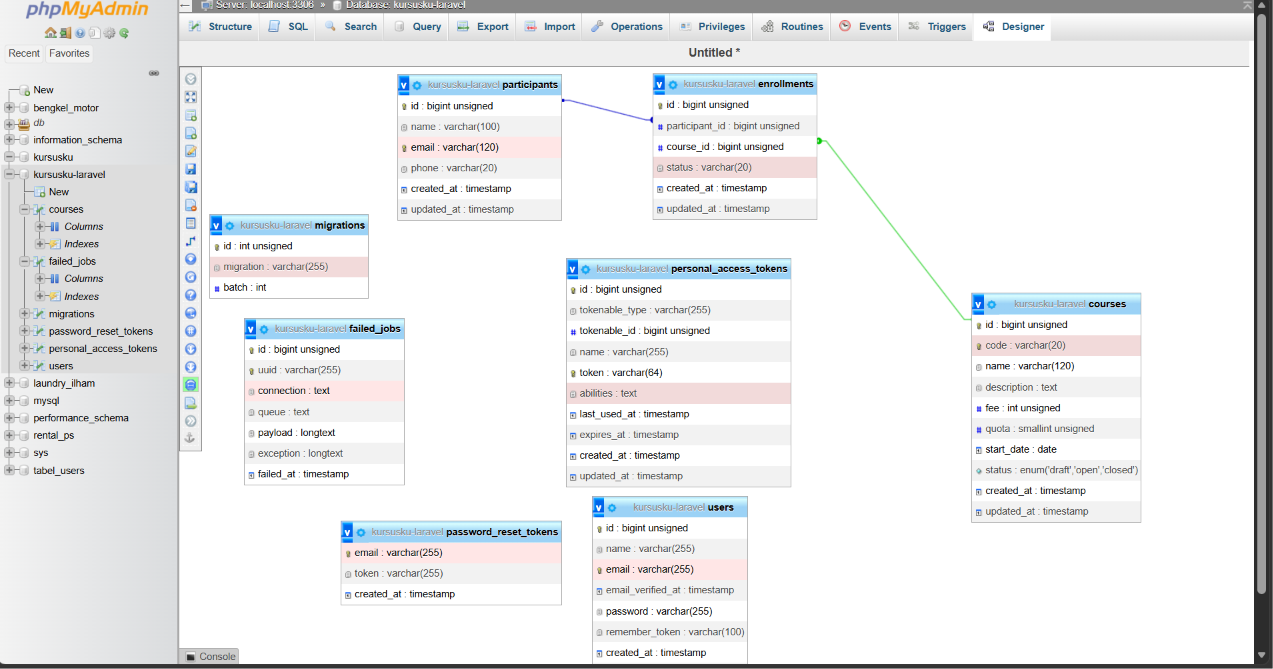 phpMyAdmin
Recent Favorites
New
bengkel_motor
db
information_schema
kursusku
kursusku-laravel
New
courses
Columns
Indexes
failed_jobs
Columns
Indexes
migrations
password_reset_tokens
personal_access_tokens
users
laundry_ilham
mysql
performance_schema
rental_ps
sys
tabel_users
Server: localhost:3306 » Database: kursusku-laravel
Structure SQL Search Query Export Import Operations Privileges Routines Events Triggers Designer
Untitled *
v kursusku-laravel participants
id : bigint unsigned
name : varchar(100)
email : varchar(120)
phone : varchar(20)
created_at : timestamp
updated_at : timestamp
v kursusku-laravel enrollments
id : bigint unsigned
# participant_id : bigint unsigned
# course_id : bigint unsigned
status : varchar(20)
created_at : timestamp
updated_at : timestamp
v kursusku-laravel migrations
id : int unsigned
migration : varchar(255)
# batch : int
v kursusku-laravel personal_access_tokens
id : bigint unsigned
tokenable_type : varchar(255)
# tokenable_id : bigint unsigned
name : varchar(255)
token : varchar(64)
abilities : text
last_used_at : timestamp
expires_at : timestamp
created_at : timestamp
updated_at : timestamp
v kursusku-laravel courses
id : bigint unsigned
code : varchar(20)
name : varchar(120)
description : text
# fee : int unsigned
# quota : smallint unsigned
start_date : date
status : enum('draft','open','closed')
created_at : timestamp
updated_at : timestamp
v kursusku-laravel failed_jobs
id : bigint unsigned
uuid : varchar(255)
connection : text
queue : text
payload : longtext
exception : longtext
failed_at : timestamp
v kursusku-laravel password_reset_tokens
email : varchar(255)
token : varchar(255)
created_at : timestamp
v kursusku-laravel users
id : bigint unsigned
name : varchar(255)
email : varchar(255)
email_verified_at : timestamp
password : varchar(255)
remember_token : varchar(100)
created_at : timestamp
Console